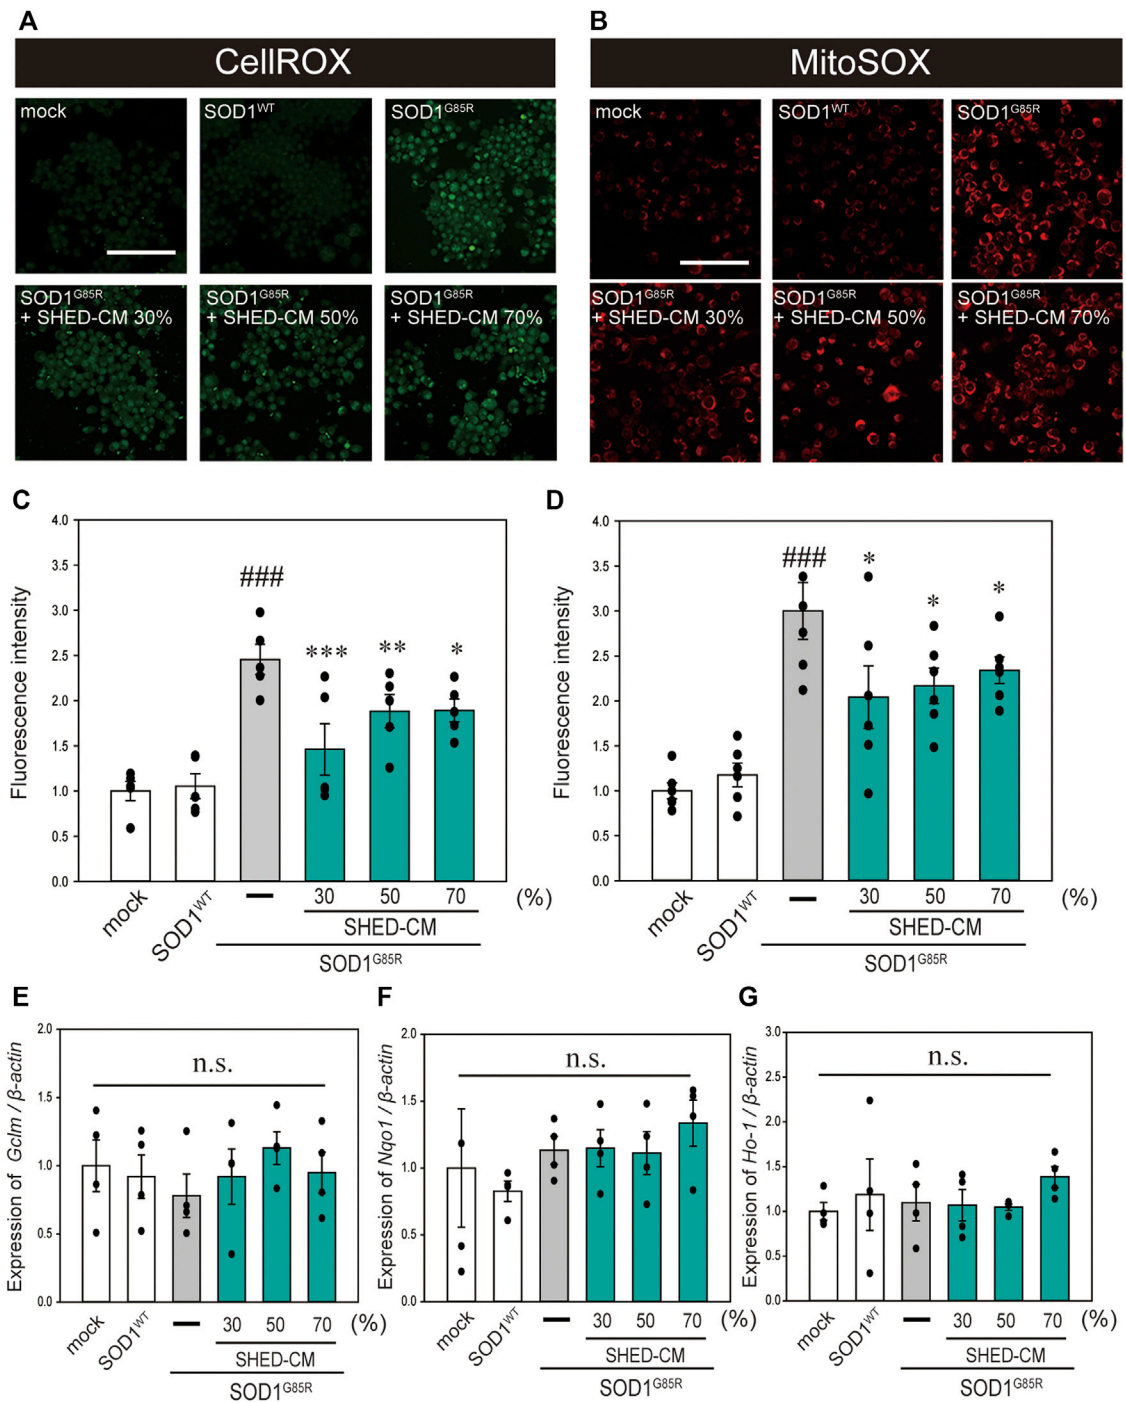 A
B
CellROX
MitoSOX
mock
SOD1WT
SOD1G85R
mock
SOD1WT
SOD1G85R
SOD1G85R
+ SHED-CM 30%
SOD1G85R
+ SHED-CM 50%
SOD1G85R
+ SHED-CM 70%
SOD1G85R
+ SHED-CM 30%
SOD1G85R
+ SHED-CM 50%
SOD1G85R
+ SHED-CM 70%
C
Fluorescence intensity
4.0
3.5
3.0
2.5
2.0
1.5
1.0
0.5
0.0
###
***
**
*
mock
SOD1WT
30
50
70
(%)
SHED-CM
SOD1G85R
D
Fluorescence intensity
4.0
3.5
3.0
2.5
2.0
1.5
1.0
0.5
0.0
###
*
*
*
mock
SOD1WT
30
50
70
(%)
SHED-CM
SOD1G85R
E
Expression of Gclm / β-actin
2.0
1.5
1.0
0.5
0.0
n.s.
mock
SOD1WT
30
50
70
(%)
SHED-CM
SOD1G85R
F
Expression of Nqo1 / β-actin
2.0
1.5
1.0
0.5
0.0
n.s.
mock
SOD1WT
30
50
70
(%)
SHED-CM
SOD1G85R
G
Expression of Ho-1 / β-actin
3.0
2.5
2.0
1.5
1.0
0.5
0.0
n.s.
mock
SOD1WT
30
50
70
(%)
SHED-CM
SOD1G85R